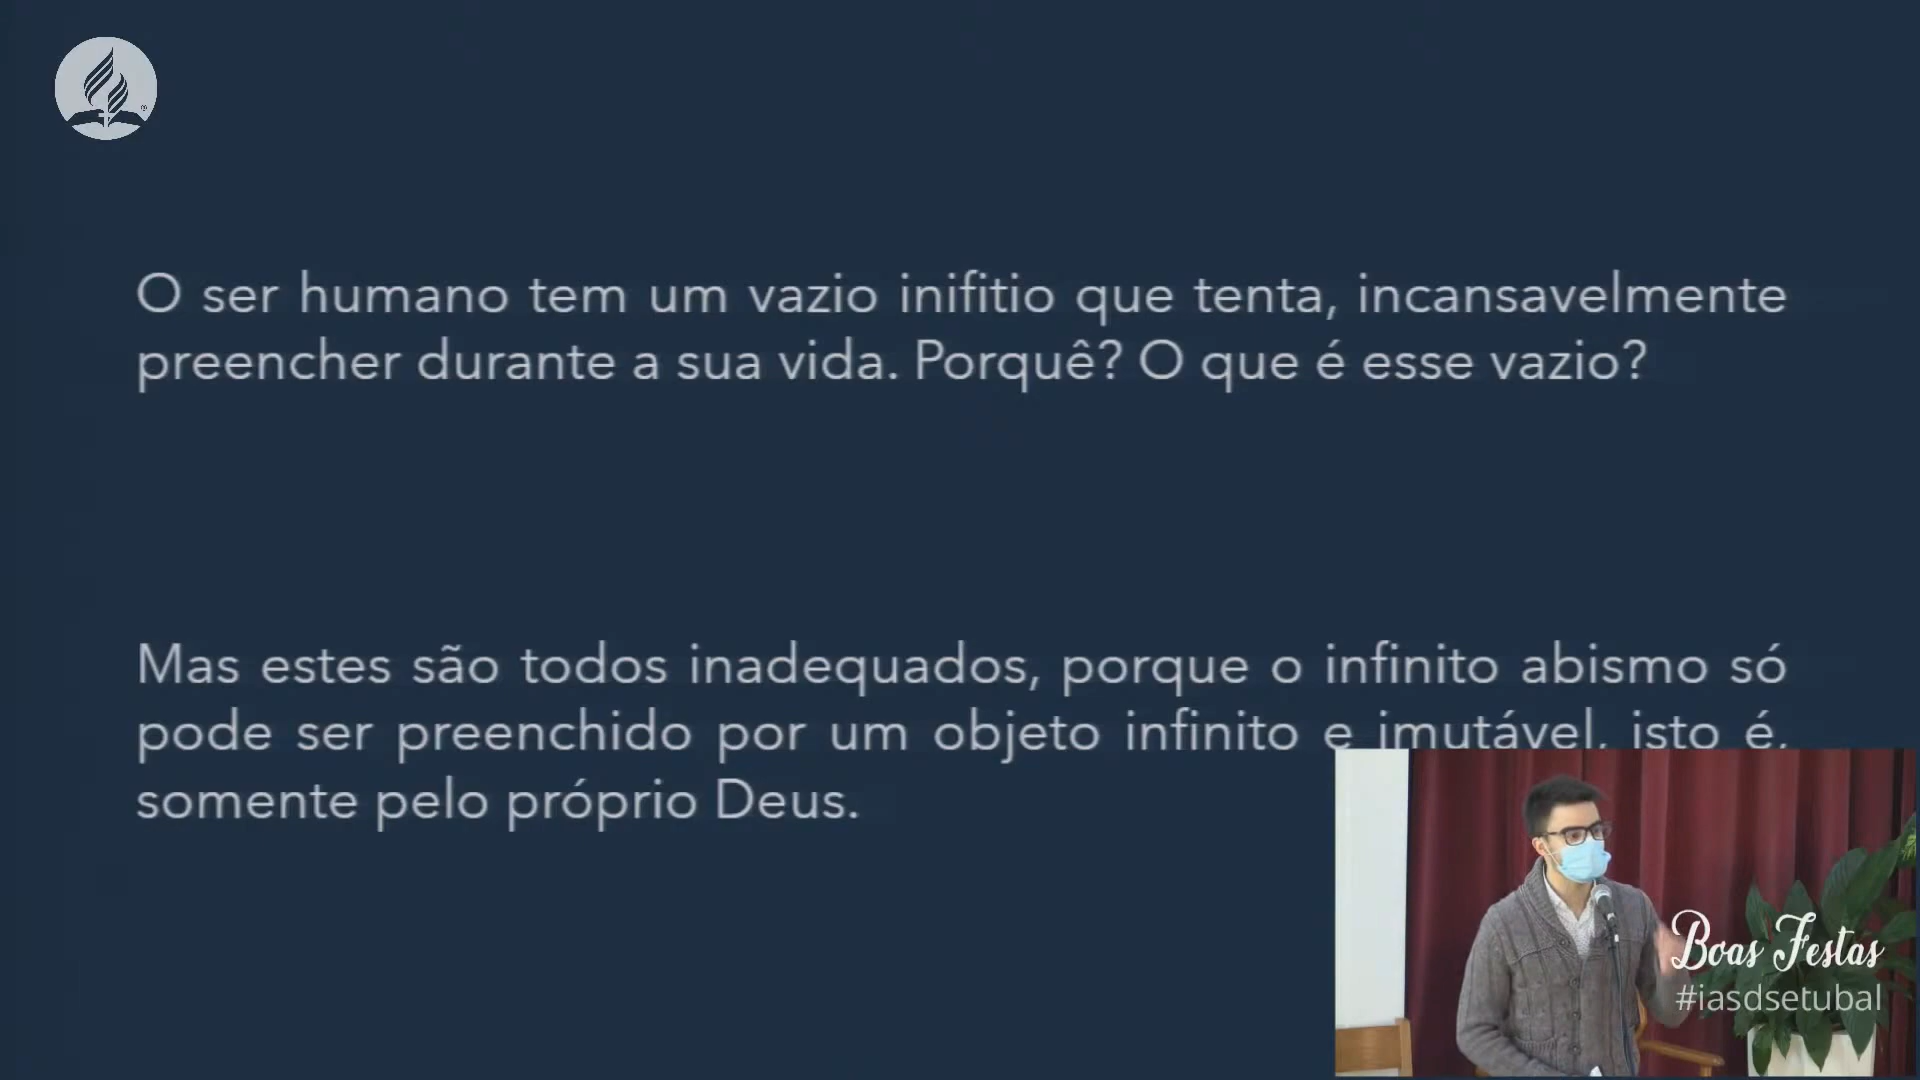 O ser humano tem um vazio inifitio que tenta, incansavelmente
preencher durante a sua vida. Porquê? O que é esse vazio?
Mas estes são todos inadequados, porque o infinito abismo só
pode ser preenchido por um objeto infinito e imutável, isto é,
somente pelo próprio Deus.
Boas Festas
#iasdsetubal